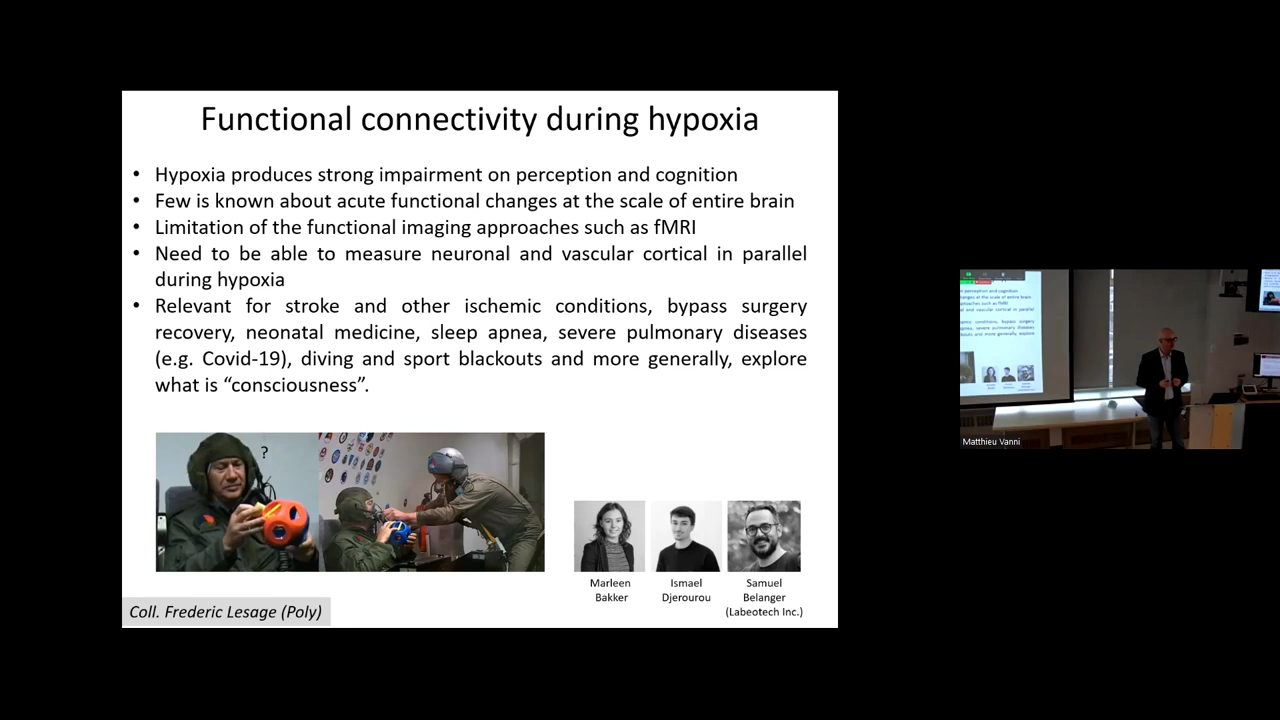 Functional connectivity during hypoxia
• Hypoxia produces strong impairment on perception and cognition
• Few is known about acute functional changes at the scale of entire brain
• Limitation of the functional imaging approaches such as fMRI
• Need to be able to measure neuronal and vascular cortical in parallel
during hypoxia
• Relevant for stroke and other ischemic conditions, bypass surgery
recovery, normal medicine, sleep apnea, severe pulmonary diseases
(e.g. Covid-19), diving and sport blackouts and more generally, explore
what is “consciousness”.
?
Marleen
Bakker
Ismael
Djerourou
Samuel
Belanger
(Labeotech Inc.)
Coll. Frederic Lesage (Poly)
Matthieu Vanni